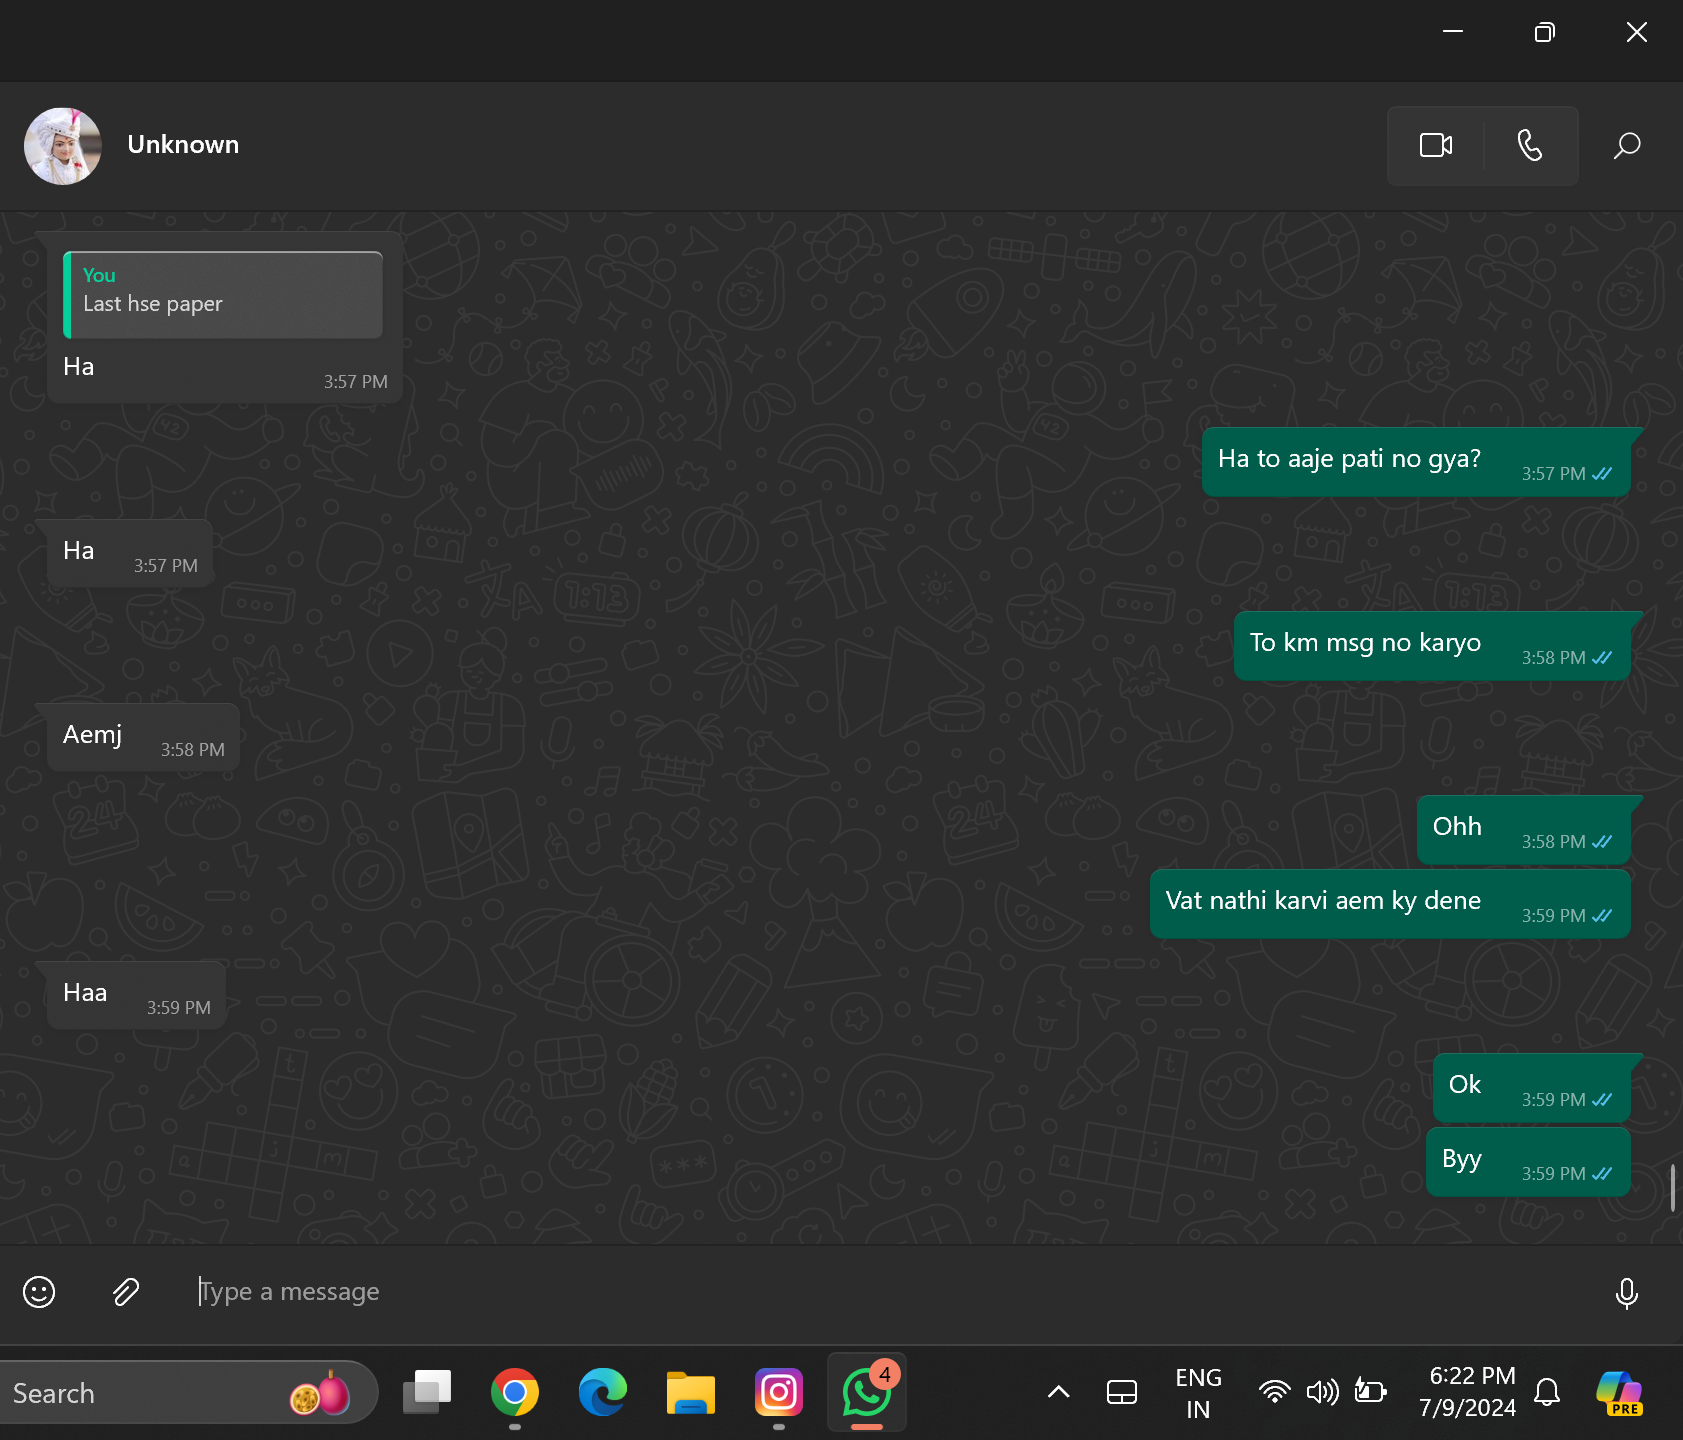 Unknown
You
Last hse paper
Ha
3:57 PM
Ha to aaje pati no gya?
3:57 PM
Ha
3:57 PM
To km msg no karyo
3:58 PM
Aemj
3:58 PM
Ohh
3:58 PM
Vat nathi karvi aem ky dene
3:59 PM
Haa
3:59 PM
Ok
3:59 PM
Byy
3:59 PM
Type a message
Search
4
ENG
IN
6:22 PM
7/9/2024
PRE